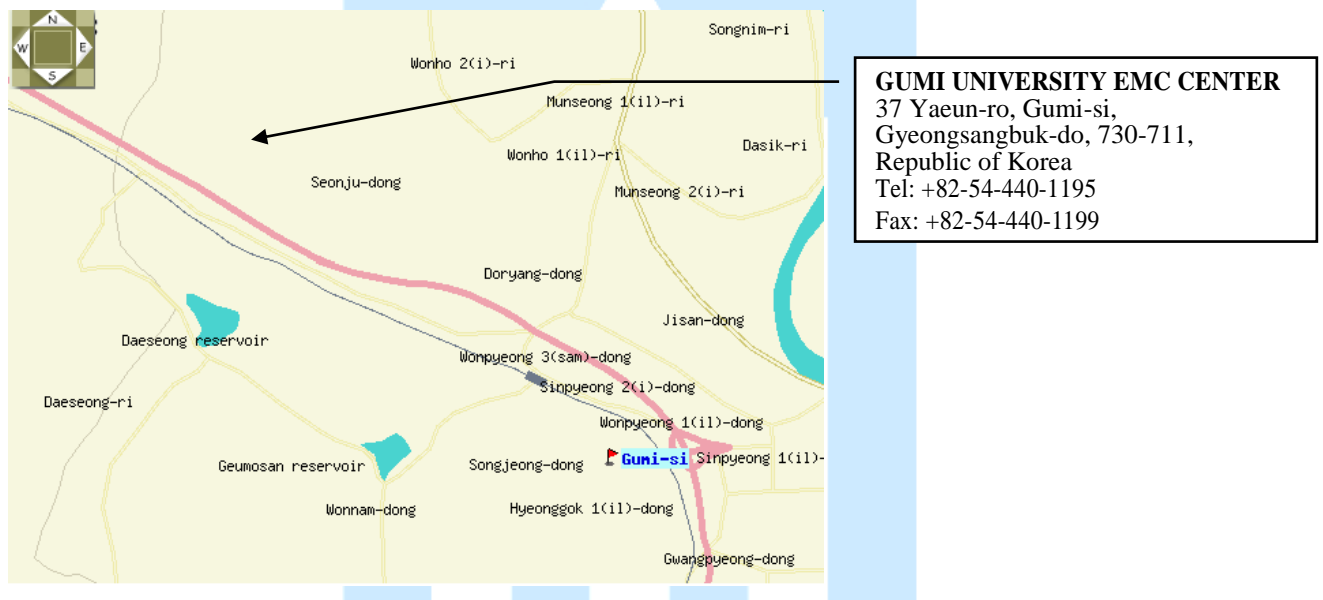 N
W E
S
Songnim-ri
Wonho 2(i)-ri
Munseong 1(il)-ri
Dasik-ri
Wonho 1(il)-ri
Seonju-dong
Munseong 2(i)-ri
Doryang-dong
Jisan-dong
Daeseong reservoir
Wonpyeong 3(sam)-dong
Sinpyeong 2(i)-dong
Daeseong-ri
Wonpyeong 1(il)-dong
Gumi-si
Sinpyeong 1(il)-
Geumosan reservoir
Songjeong-dong
Wonnam-dong
Hyeonggok 1(il)-dong
Gwangpyeong-dong
GUMI UNIVERSITY EMC CENTER
37 Yaeun-ro, Gumi-si,
Gyeongsangbuk-do, 730-711,
Republic of Korea
Tel: +82-54-440-1195
Fax: +82-54-440-1199